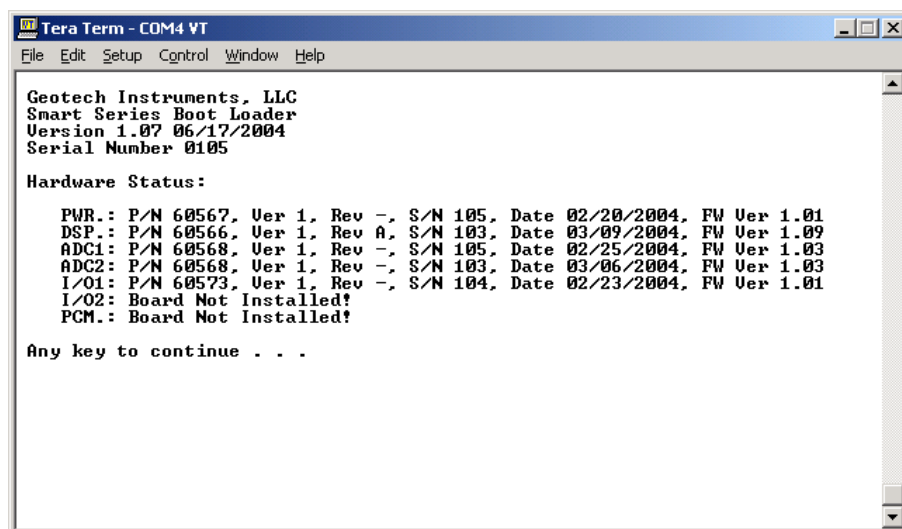 Tera Term - COM4 VT
File Edit Setup Control Window Help
Geotech Instruments, LLC
Smart Series Boot Loader
Version 1.07 06/17/2004
Serial Number 0105
Hardware Status:
PWR.: P/N 60567, Ver 1, Rev -, S/N 105, Date 02/20/2004, FW Ver 1.01
DSP.: P/N 60566, Ver 1, Rev A, S/N 103, Date 03/09/2004, FW Ver 1.09
ADC1: P/N 60568, Ver 1, Rev -, S/N 105, Date 02/25/2004, FW Ver 1.03
ADC2: P/N 60568, Ver 1, Rev -, S/N 103, Date 03/06/2004, FW Ver 1.03
I/O1: P/N 60573, Ver 1, Rev -, S/N 104, Date 02/23/2004, FW Ver 1.01
I/O2: Board Not Installed!
PCM.: Board Not Installed!
Any key to continue . . .